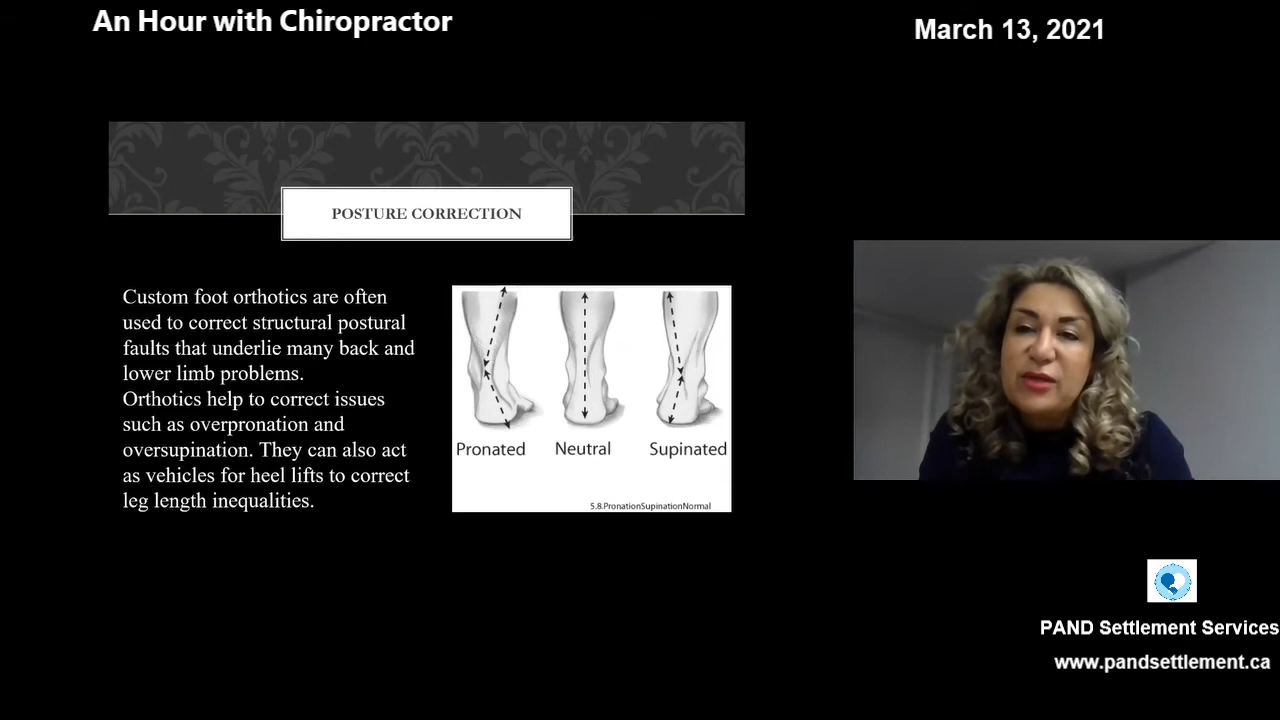 An Hour with Chiropractor
March 13, 2021
POSTURE CORRECTION
Custom foot orthotics are often
used to correct structural postural
faults that underlie many back and
lower limb problems.
Orthotics help to correct issues
such as overpronation and
oversupination. They can also act
as vehicles for heel lifts to correct
leg length inequalities.
Pronated Neutral Supinated
5.8.PronationSupinationNormal
PAND Settlement Services
www.pandsettlement.ca